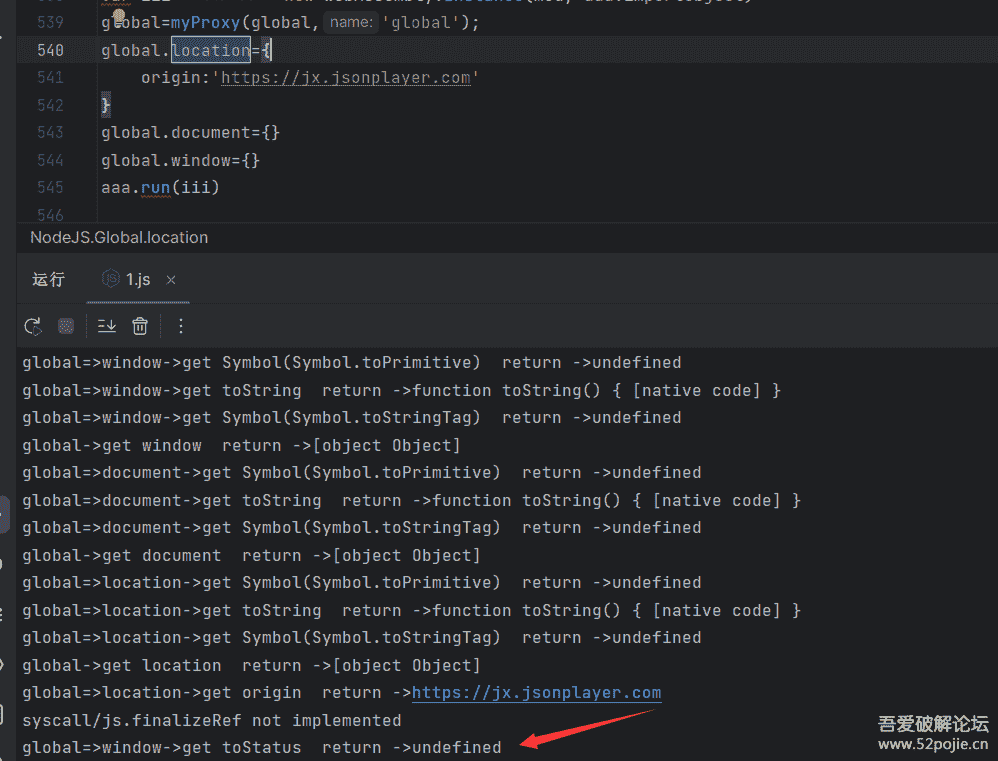 539 global=myProxy(global, name: 'global');
540 global.location={
541 origin:'https://jx.jsonplayer.com'
542 }
543 global.document={}
544 global.window={}
545 aaa.run(iii)
546
NodeJS.Global.location
运行 1.js ×
global=>window->get Symbol(Symbol.toPrimitive)  return ->undefined
global=>window->get toString  return ->function toString() { [native code] }
global=>window->get Symbol(Symbol.toStringTag)  return ->undefined
global->get window  return ->[object Object]
global=>document->get Symbol(Symbol.toPrimitive)  return ->undefined
global=>document->get toString  return ->function toString() { [native code] }
global=>document->get Symbol(Symbol.toStringTag)  return ->undefined
global->get document  return ->[object Object]
global=>location->get Symbol(Symbol.toPrimitive)  return ->undefined
global=>location->get toString  return ->function toString() { [native code] }
global=>location->get Symbol(Symbol.toStringTag)  return ->undefined
global->get location  return ->[object Object]
global=>location->get origin  return ->https://jx.jsonplayer.com
syscall/js.finalizeRef not implemented
global=>window->get toStatus  return ->undefined
吾爱破解论坛
www.52pojie.cn